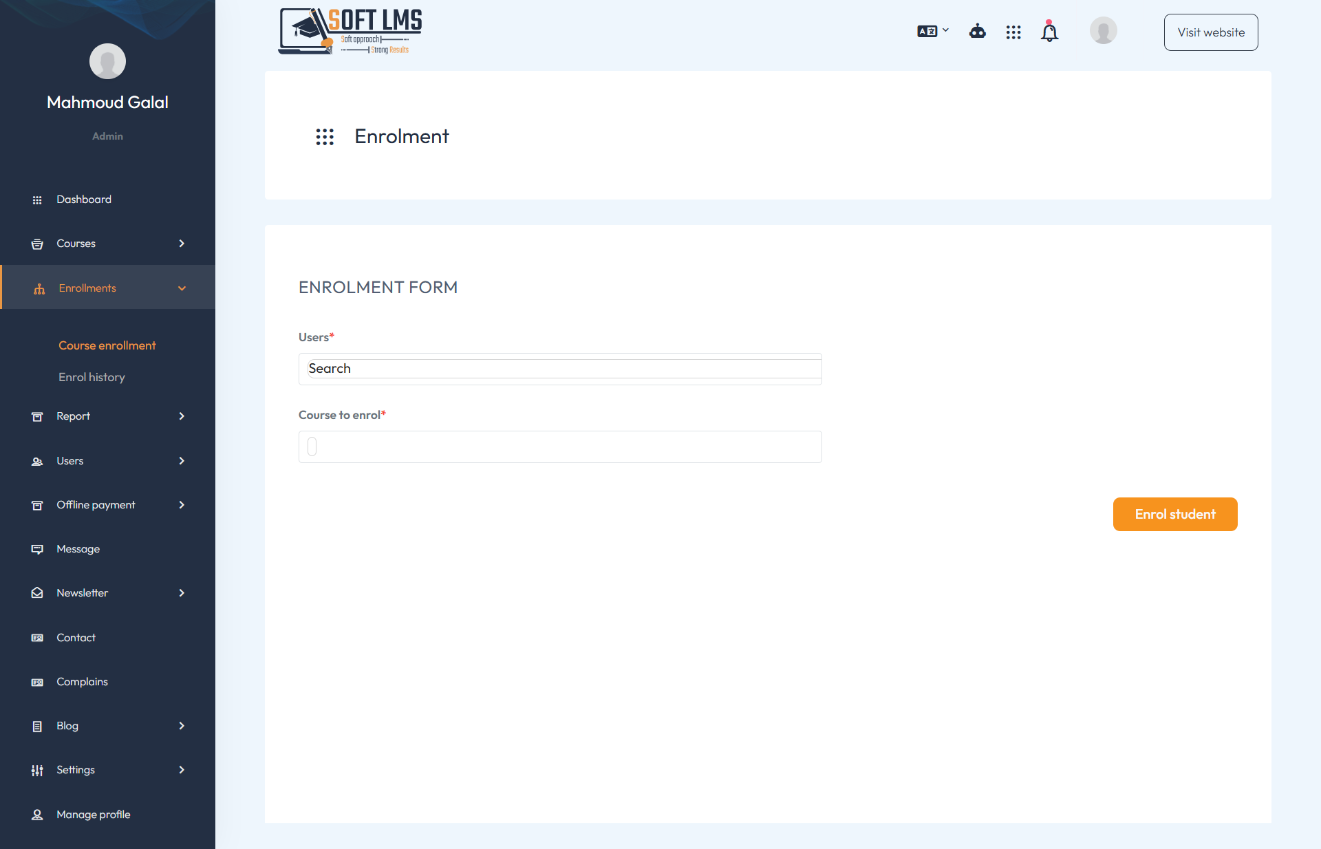 Mahmoud Galal
Admin
Dashboard
Courses
Enrollments
Course enrollment
Enrol history
Report
Users
Offline payment
Message
Newsletter
Contact
Complains
Blog
Settings
Manage profile
SOFT LMS
Soft approach
Strong Results
Visit website
Enrolment
ENROLMENT FORM
Users*
Search
Course to enrol*
Enrol student